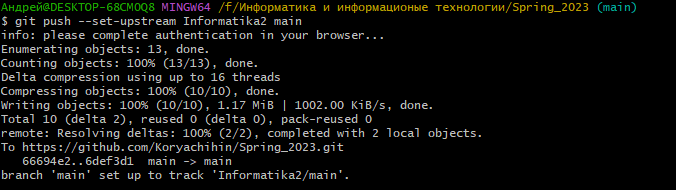 Андрей@DESKTOP-68CMOQ8 MINGW64 /f/Информатика и информационые технологии/Spring_2023 (main)
$ git push --set-upstream Informatika2 main
info: please complete authentication in your browser...
Enumerating objects: 13, done.
Counting objects: 100% (13/13), done.
Delta compression using up to 16 threads
Compressing objects: 100% (10/10), done.
Writing objects: 100% (10/10), 1.17 MiB | 1002.00 KiB/s, done.
Total 10 (delta 2), reused 0 (delta 0), pack-reused 0
remote: Resolving deltas: 100% (2/2), completed with 2 local objects.
To https://github.com/Koryachihin/Spring_2023.git
66694e2..6def3d1 main -> main
branch 'main' set up to track 'Informatika2/main'.